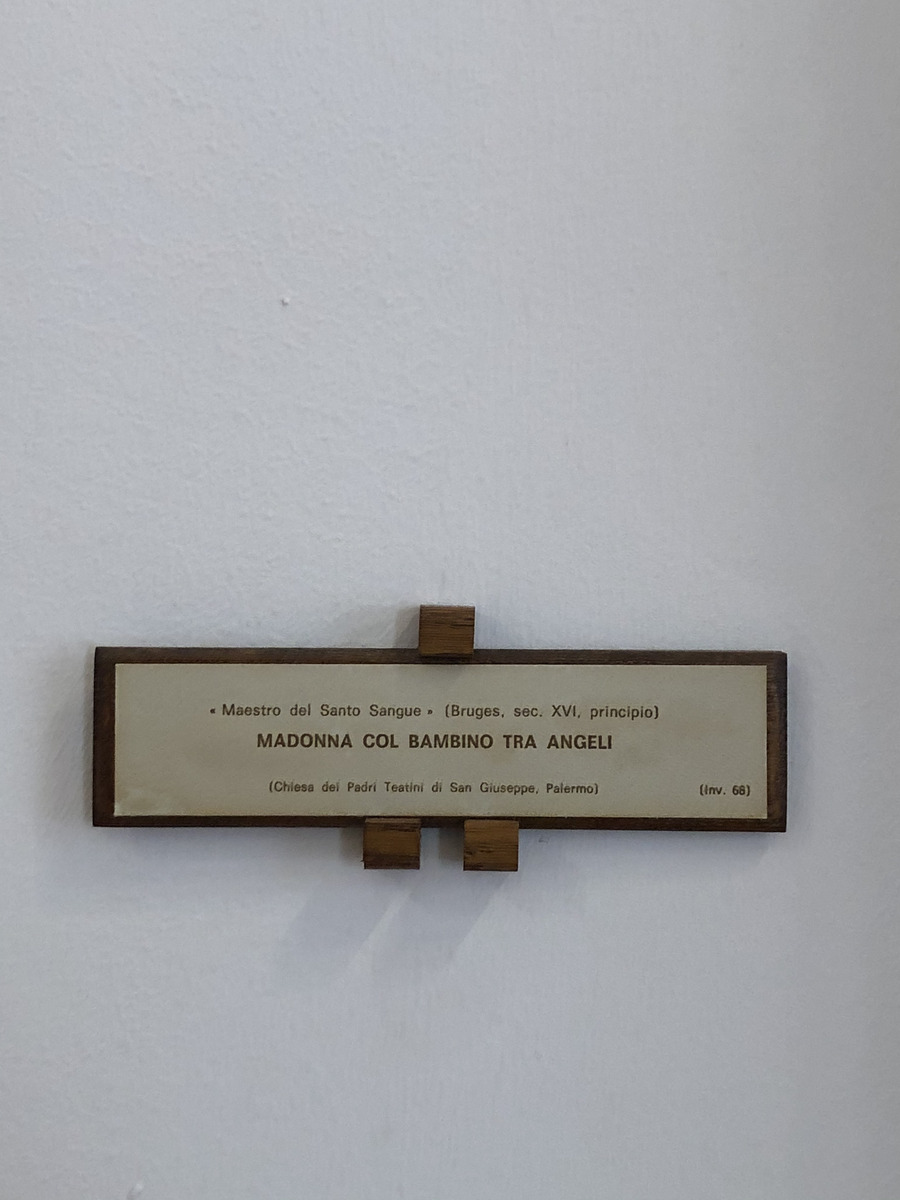 « Maestro del Santo Sangue » (Bruges, sec. XVI, principio)
MADONNA COL BAMBINO TRA ANGELI
(Chiesa dei Padri Teatini di San Giuseppe, Palermo) (Inv. 68)